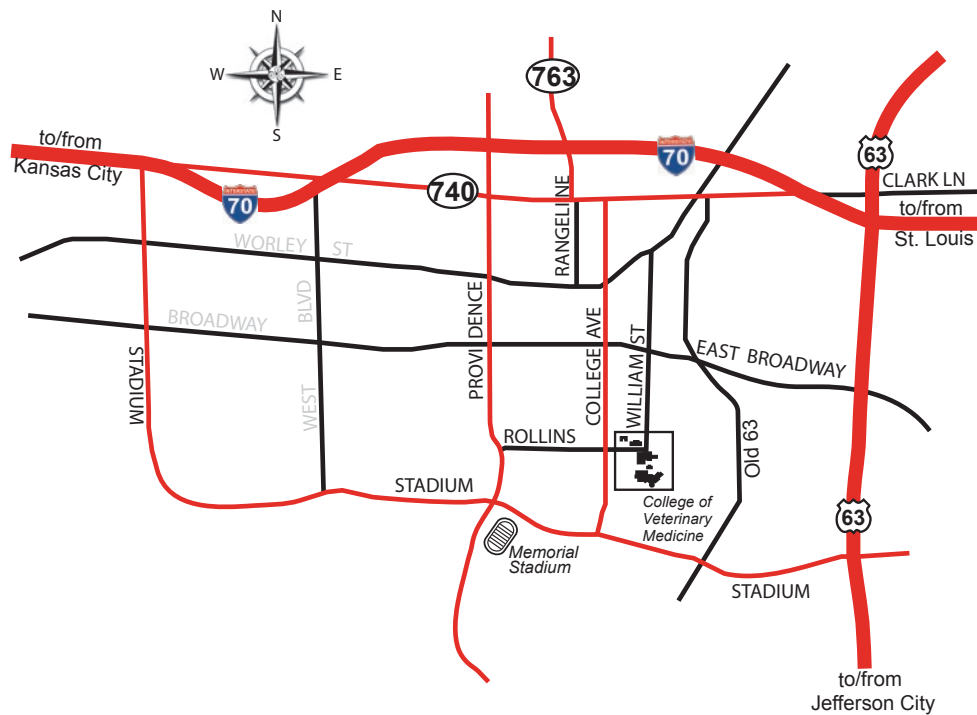 N
W
E
S
763
to/from
Kansas City
INTERSTATE
70
INTERSTATE
70
740
63
CLARK LN
to/from
St. Louis
WORLEY ST
RANGELINE
BROADWAY
WEST BLVD
STADIUM
PROVIDENCE
COLLEGE AVE
WILLIAM ST
EAST BROADWAY
Old 63
ROLLINS
STADIUM
College of
Veterinary
Medicine
63
Memorial
Stadium
STADIUM
to/from
Jefferson City